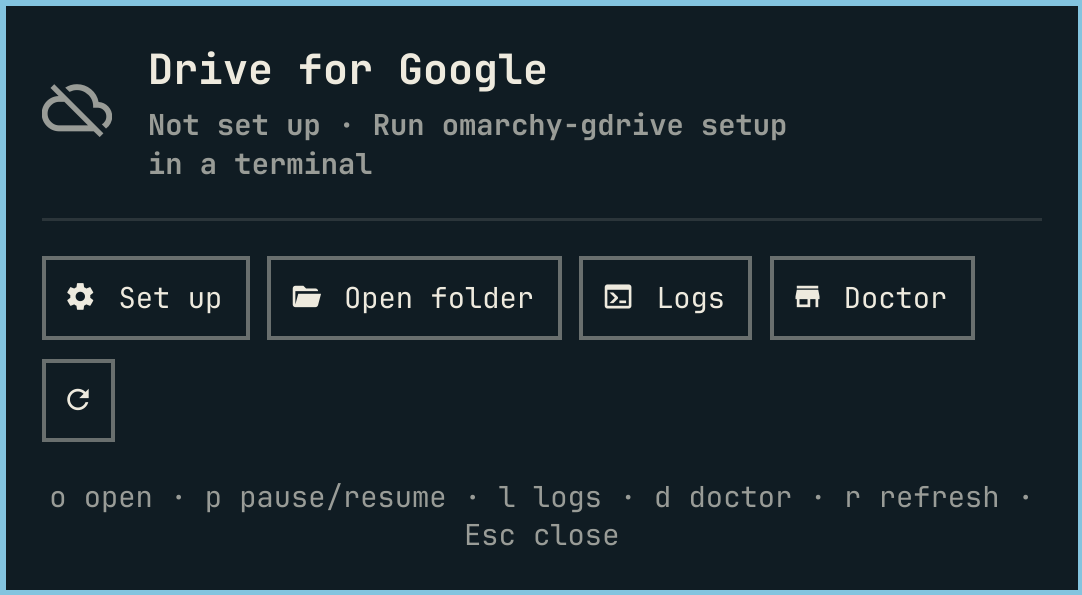 Drive for Google
Not set up · Run omarchy-gdrive setup
in a terminal
Set up
Open folder
Logs
Doctor
o open · p pause/resume · l logs · d doctor · r refresh ·
Esc close